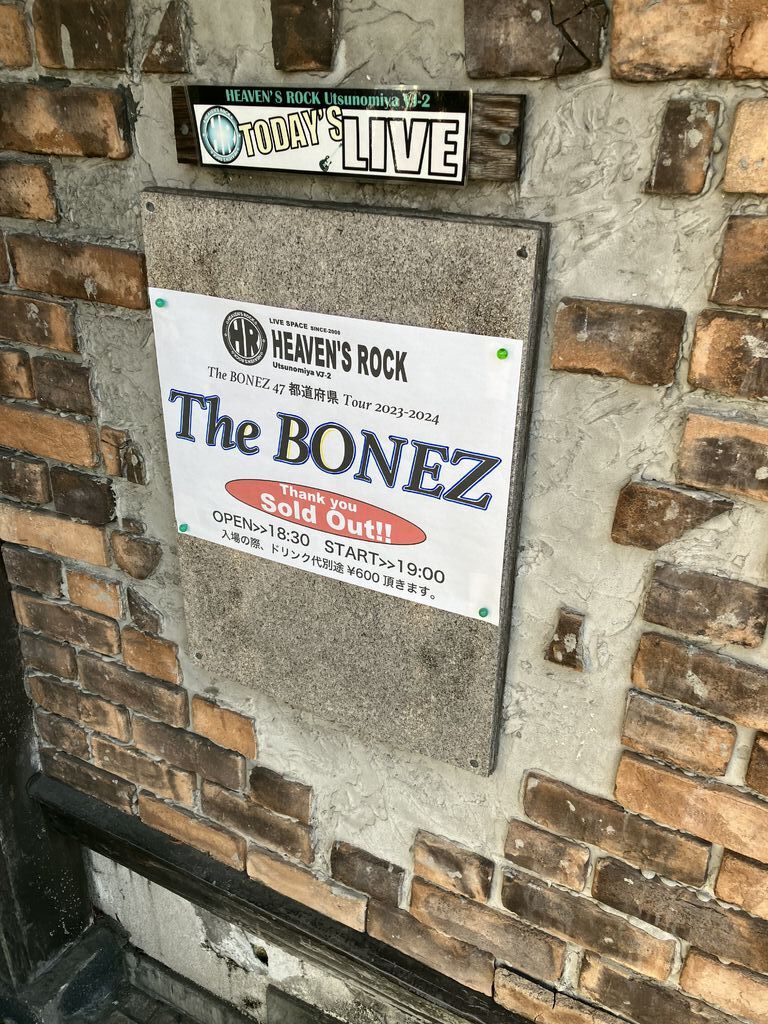 HEAVEN'S ROCK Utsunomiya VJ-2
TODAY'S LIVE
LIVE SPACE SINCE-2000
HR HEAVEN'S ROCK
Utsunomiya VJ-2
The BONEZ 47 都道府県 Tour 2023-2024
The BONEZ
Thank you
Sold Out!!
OPEN>>18:30 START>>19:00
入場の際、ドリンク代別途 ¥600 頂きます。